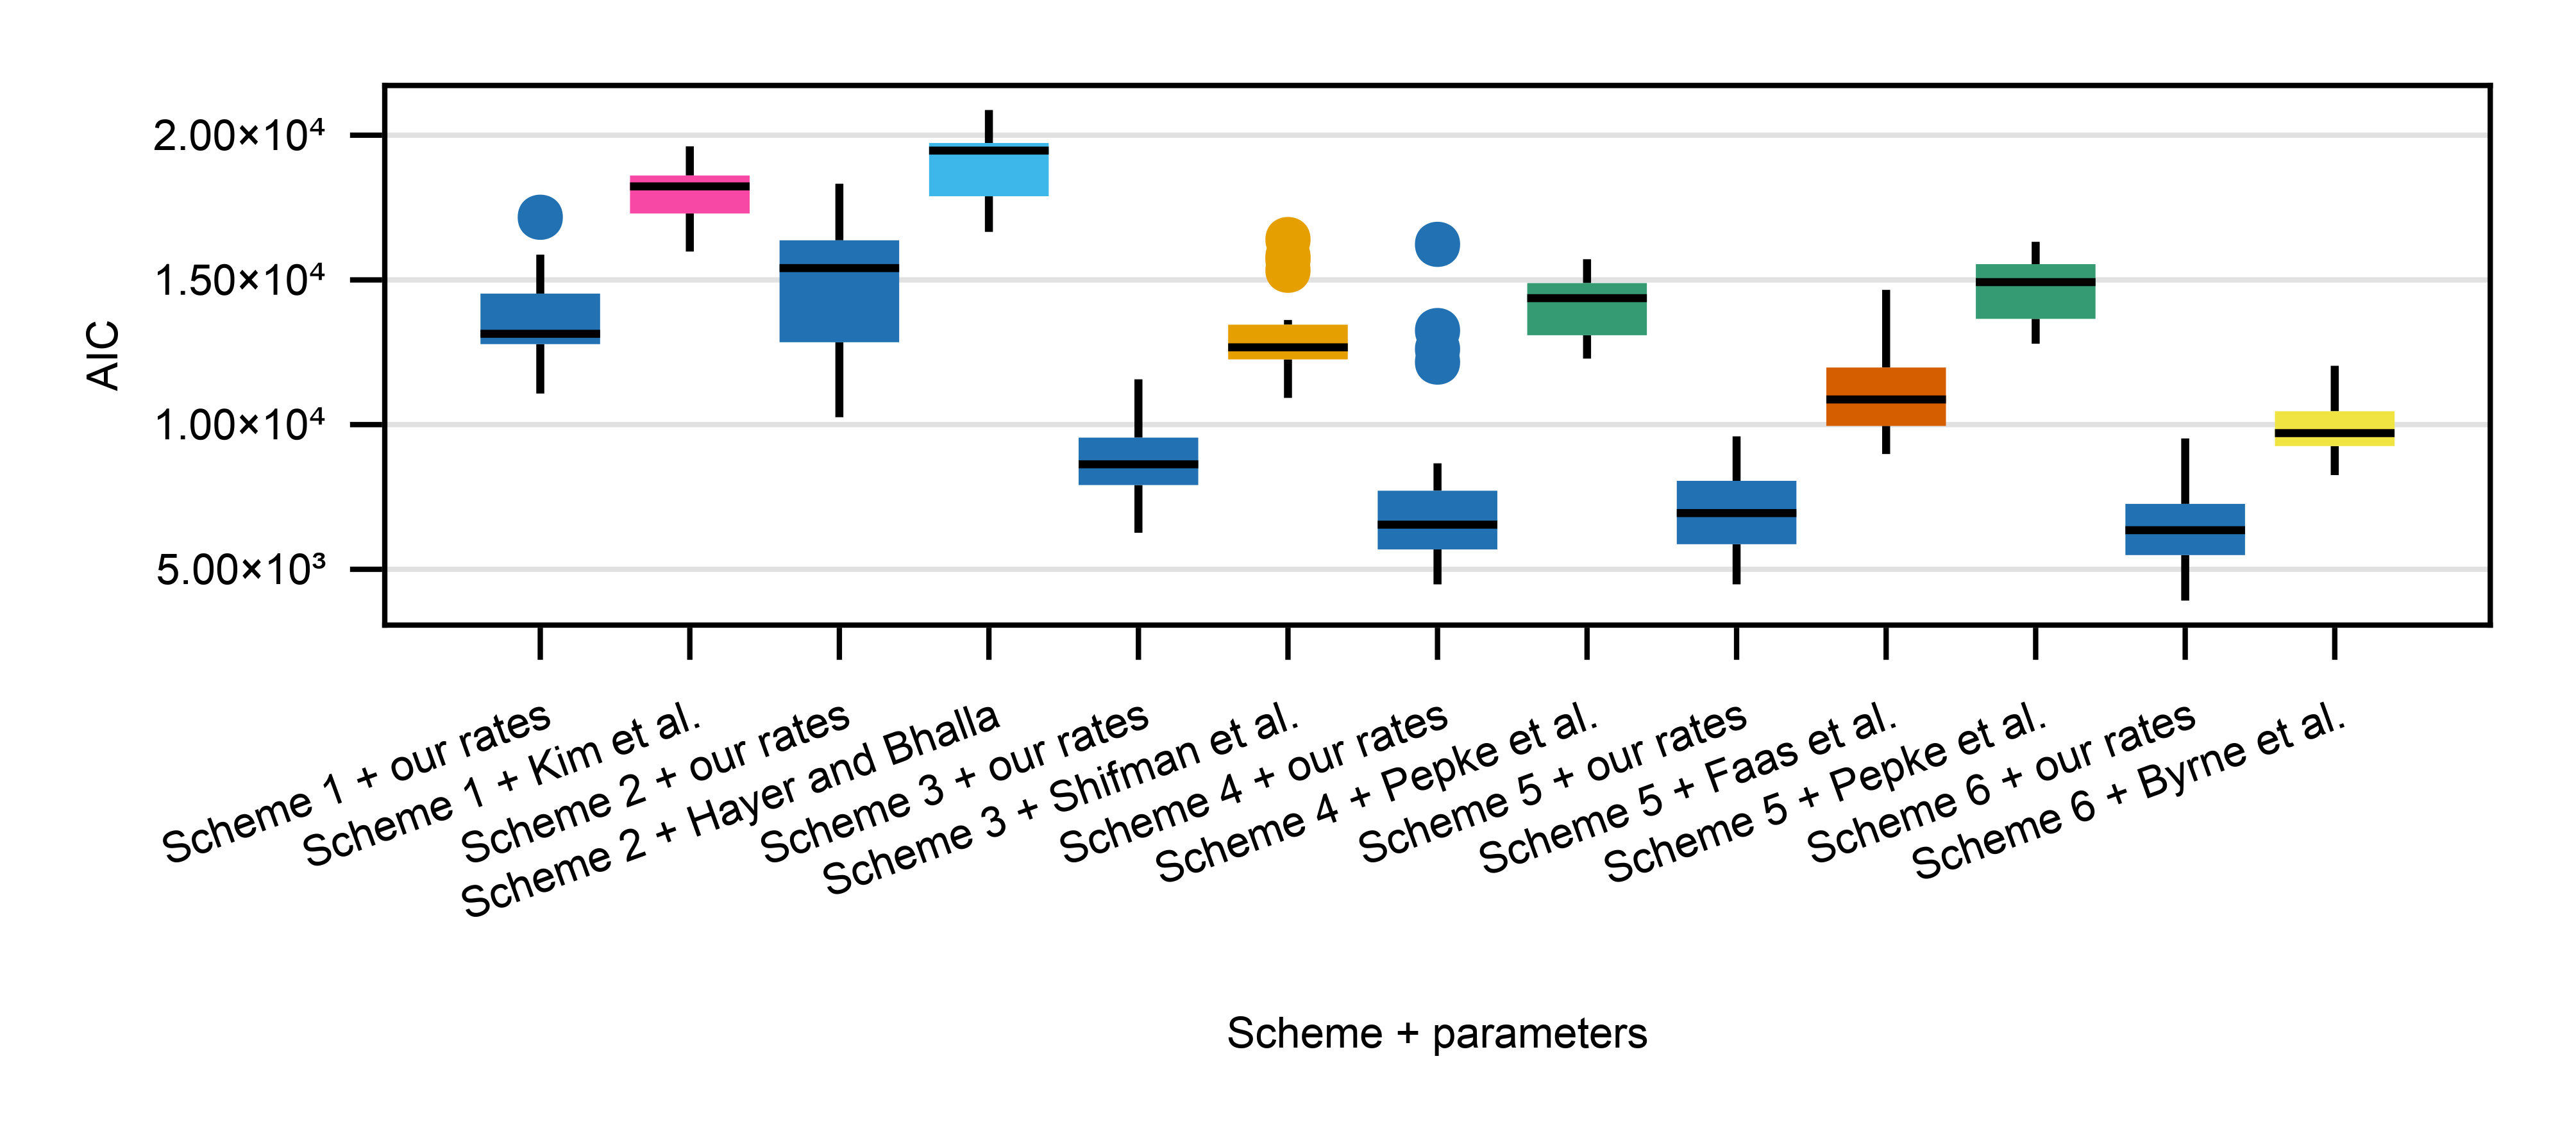 2.00×10⁴
1.50×10⁴
1.00×10⁴
5.00×10³
AIC
Scheme 1 + our rates
Scheme 1 + Kim et al.
Scheme 2 + our rates
Scheme 2 + Hayer and Bhalla
Scheme 3 + our rates
Scheme 3 + Shifman et al.
Scheme 4 + our rates
Scheme 4 + Pepke et al.
Scheme 5 + our rates
Scheme 5 + Faas et al.
Scheme 5 + Pepke et al.
Scheme 6 + our rates
Scheme 6 + Byrne et al.
Scheme + parameters